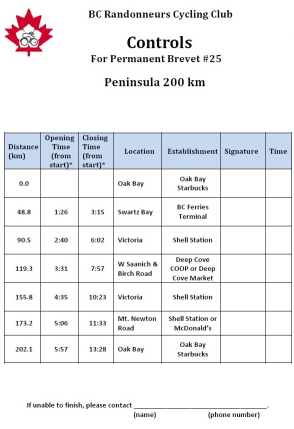 BC Randonneurs Cycling Club
Controls
For Permanent Brevet #25
Peninsula 200 km
Distance (km) Opening Time (from start)* Closing Time (from start)* Location Establishment Signature Time
0.0 Oak Bay Oak Bay Starbucks
48.8 1:26 3:15 Swartz Bay BC Ferries Terminal
90.5 2:40 6:02 Victoria Shell Station
119.3 3:31 7:57 W Saanich & Birch Road Deep Cove COOP or Deep Cove Market
155.8 4:35 10:23 Victoria Shell Station
173.2 5:06 11:33 Mt. Newton Road Shell Station or McDonald's
202.1 5:57 13:28 Oak Bay Oak Bay Starbucks
If unable to finish, please contact
(name) (phone number)